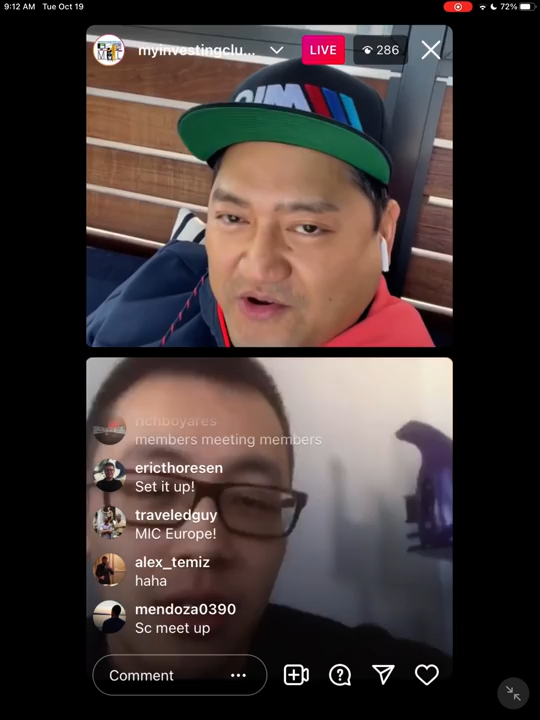 9:12 AM Tue Oct 19
72%
myinvestingclu...
LIVE
286
richboyares
members meeting members
ericthoresen
Set it up!
traveledguy
MIC Europe!
alex_temiz
haha
mendoza0390
Sc meet up
Comment